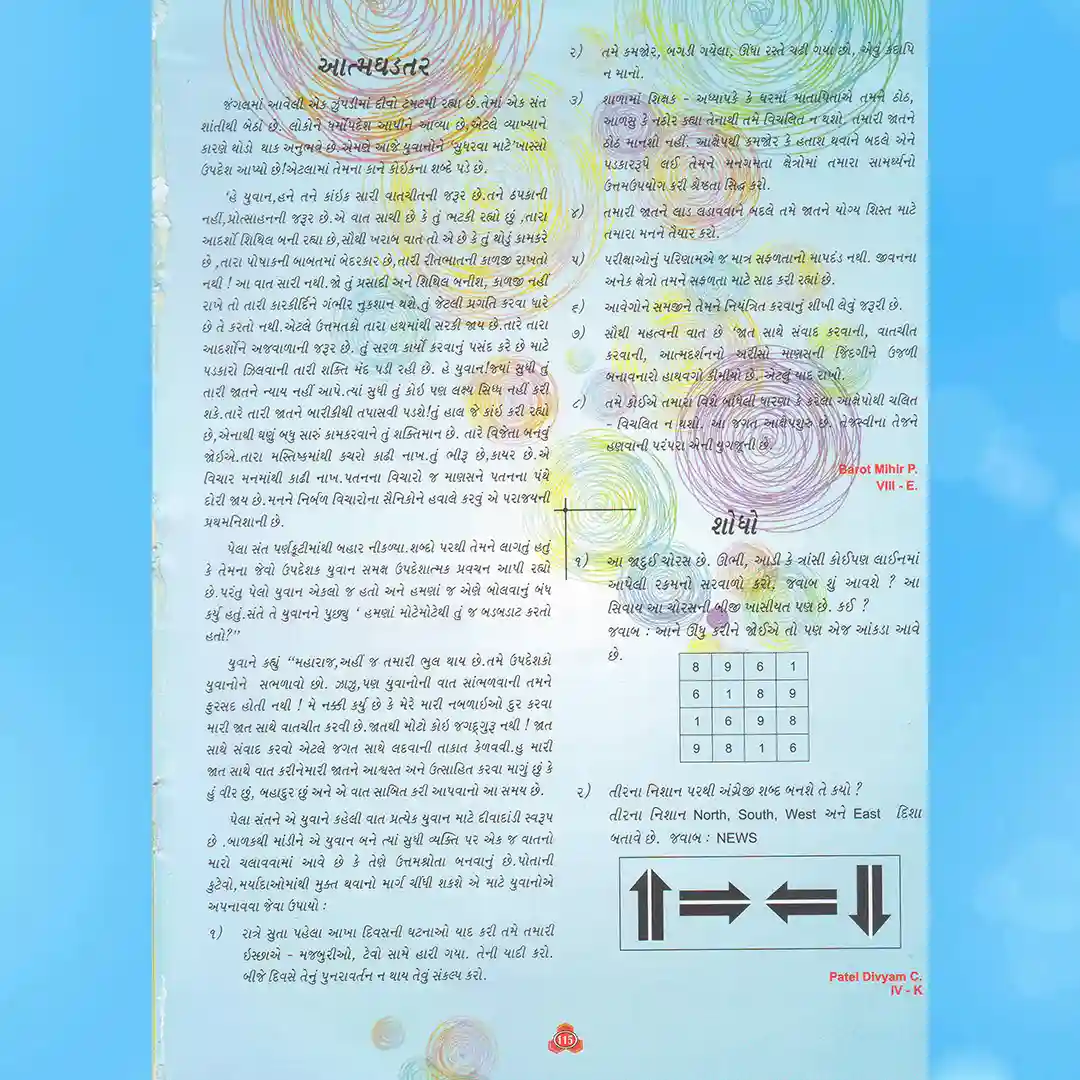 આત્મઘડતર
જંગલમાં આવેલી એક ઝુંપડીમાં દીવો ટમટમી રહ્યા છે.તેમાં એક સંત
શાંતીથી બેઠાં છે. લોકોને ધર્મોપદેશ આપીને આવ્યા છે,એટલે વ્યાખ્યાને
કારણે થોડો થાક અનુભવે છે.એમણે આજે યુવાનોને 'સુધરવા માટે'ખાસ્સો
ઉપદેશ આપ્યો છે!એટલામાં તેમના કાને કોઈકના શબ્દે પડે છે.
'હે યુવાન,હને તને કાંઇક સારી વાતચીતની જરૂર છે.તને ઠપકાની
નહીં,પ્રોત્સાહનની જરૂર છે.એ વાત સાચી છે કે તું ભટકી રહ્યો છું ,તારા
આદર્શો શિથિલ બની રહ્યા છે,સૌથી ખરાબ વાત તો એ છે કે તું થોડું કામકરે
છે ,તારા પોષાકની બાબતમાં બેદરકાર છે,તારી રીતભાતની કાળજી રાખતો
નથી ! આ વાત સારી નથી.જો તું પ્રસાદી અને શિથિલ બનીશ, કાળજી નહીં
રાખે તો તારી કારકીર્દિને ગંભીર નુકશાન થશે.તું જેટલી પ્રગતિ કરવા ધારે
છે તે કરતો નથી.એટલે ઉત્તમતકો તારા હથમાંથી સરકી જાય છે.તારે તારા
આદર્શોને અજવાળાની જરૂર છે. તું સરળ કાર્યો કરવાનું પસંદ કરે છે માટે
પડકારો ઝિલવાની તારી શક્તિ મંદ પડી રહી છે. હે યુવાન!જ્યાં સુધી તું
તારી જાતને ન્યાય નહીં આપે.ત્યાં સુધી તું કોઇ પણ લક્ષ્ય સિધ્ધ નહીં કરી
શકે.તારે તારી જાતને બારીકીથી તપાસવી પડશે!તું હાલ જે કાંઇ કરી રહ્યો
છે,એનાથી ઘણું બધુ સારું કામકરવાને તું શક્તિમાન છે. તારે વિજેતા બનવું
જોઈએ.તારા મસ્તિષ્કમાંથી કચરો કાઢી નાખ.તું ભીરૂ છે,કાયર છે.એ
વિચાર મનમાંથી કાઢી નાખ.પતનના વિચારો જ માણસને પતનના પંથે
દોરી જાય છે.મનને નિર્બળ વિચારોના સૈનિકોને હવાલે કરવું એ પરાજયની
પ્રથમનિશાની છે.
પેલા સંત પર્ણકૂટીમાંથી બહાર નીકળ્યા.શબ્દો પરથી તેમને લાગતું હતું
કે તેમના જેવો ઉપદેશક યુવાન સમક્ષ ઉપદેશાત્મક પ્રવચન આપી રહ્યો
છે.પરંતુ પેલો યુવાન એકલો જ હતો અને હમણાં જ એણે બોલવાનું બંધ
કર્યુ હતું.સંતે તે યુવાનને પુછ્યુ ' હમણાં મોટેમોટેથી તું જ બડબડાટ કરતો
હતો?"
યુવાને કહ્યું "મહારાજ,અહીં જ તમારી ભુલ થાય છે.તમે ઉપદેશકો
યુવાનોને સભળાવો છો. ઝાઝુ,પણ યુવાનોની વાત સાંભળવાની તમને
ફુરસદ હોતી નથી ! મે નક્કી કર્યુ છે કે મેરે મારી નબળાઈઓ દુર કરવા
મારી જાત સાથે વાતચીત કરવી છે.જાતથી મોટો કોઈ જગદ્ગુરૂ નથી ! જાત
સાથે સંવાદ કરવો એટલે જગત સાથે લદવાની તાકાત કેળવવી.હુ મારી
જાત સાથે વાત કરીનેમારી જાતને આશ્વસ્ત અને ઉત્સાહિત કરવા માગું છું કે
હું વીર છું, બહાદુર છું અને એ વાત સાબિત કરી આપવાનો આ સમય છે.
પેલા સંતને એ યુવાને કહેલી વાત પ્રત્યેક યુવાન માટે દીવાદાંડી સ્વરૂપ
છે .બાળકથી માંડીને એ યુવાન બને ત્યાં સુધી વ્યક્તિ પર એક જ વાતનો
મારો ચલાવવામાં આવે છે કે તેણે ઉત્તમશ્રોતા બનવાનું છે.પોતાની
કુટેવો,મર્યાદાઓમાંથી મુક્ત થવાનો માર્ગ ચીંધી શકશે એ માટે યુવાનોએ
અપનાવવા જેવા ઉપાયો :
૧) રાત્રે સુતા પહેલા આખા દિવસની ઘટનાઓ યાદ કરી તમે તમારી
ઇસ્છાએ - મજબુરીઓ, ટેવો સામે હારી ગયા. તેની યાદી કરો.
બીજે દિવસે તેનું પુનરાવર્તન ન થાય તેવું સંકલ્પ કરો.
૨) તમે કમજોર, બગડી ગયેલા, ઊંધા રસ્તે ચઢી ગયા છો, એવું કદાપિ
ન માનો.
૩) શાળામાં શિક્ષક - અધ્યાપકે કે ઘરમાં માતાપિતાએ તમને ઠોઠ,
આળસુ કે નઠોર કહ્યા તેનાથી તમે વિચલિત ન થશો. તમારી જાતને
ઠોઠ માનશો નહીં. આક્ષેપથી કમજોર કે હતાશ થવાને બદલે એને
પડકારરૂપે લઈ તેમને મનગમતા ક્ષેત્રોમાં તમારા સામર્થ્યનો
ઉત્તમઉપયોગ કરી શ્રેષ્ઠતા સિદ્ધ કરો.
૪) તમારી જાતને લાડ લડાવવાને બદલે તમે જાતને યોગ્ય શિસ્ત માટે
તમારા મનને તૈયાર કરો.
૫) પરીક્ષાઓનું પરિણામએ જ માત્ર સફળતાનો માપદંડ નથી. જીવનના
અનેક ક્ષેત્રો તમને સફળતા માટે સાદ કરી રહ્યાં છે.
૬) આવેગોને સમજીને તેમને નિયંત્રિત કરવાનું શીખી લેવું જરૂરી છે.
૭) સૌથી મહત્વની વાત છે 'જાત સાથે સંવાદ કરવાની, વાતચીત
કરવાની, આત્મદર્શનનો અરીસો માણસની જિંદગીને ઉજળી
બનાવનારો હાથવગો કીમીયો છે. એટલું યાદ રાખો.
૮) તમે કોઈએ તમારા વિશે બાંધેલી ધારણા કે કરેલા આક્ષેપોથી ચલિત
- વિચલિત ન થશો. આ જગત આક્ષેપશુરું છે. તેજસ્વીના તેજને
હણવાની પરંપરા એની યુગજૂની છે.
Barot Mihir P.
VIII - E.
શોધો
૧) આ જાદુઈ ચોરસ છે. ઊભી, આડી કે ત્રાંસી કોઈપણ લાઈનમાં
આપેલી રકમનો સરવાળો કરો. જવાબ શું આવશે ? આ
સિવાય આ ચોરસની બીજી ખાસીયત પણ છે. કઈ ?
જવાબ : આને ઊંધુ કરીને જોઈએ તો પણ એજ આંકડા આવે
છે.
8 9 6 1
6 1 8 9
1 6 9 8
9 8 1 6
૨) તીરના નિશાન પરથી અંગ્રેજી શબ્દ બનશે તે કયો ?
તીરના નિશાન North, South, West અને East દિશા
બતાવે છે. જવાબ : NEWS
Patel Divyam C.
IV - K
115